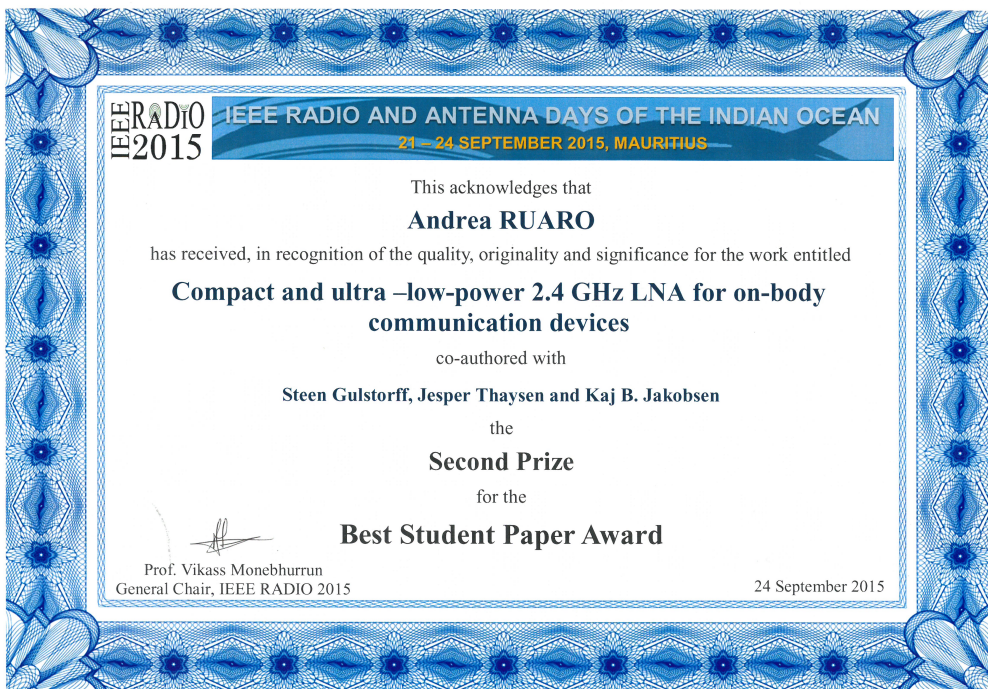 IEEE RADIO 2015
IEEE RADIO AND ANTENNA DAYS OF THE INDIAN OCEAN
21 – 24 SEPTEMBER 2015, MAURITIUS
This acknowledges that
Andrea RUARO
has received, in recognition of the quality, originality and significance for the work entitled
Compact and ultra –low-power 2.4 GHz LNA for on-body
communication devices
co-authored with
Steen Gulstorff, Jesper Thaysen and Kaj B. Jakobsen
the
Second Prize
for the
Best Student Paper Award
Prof. Vikass Monebhurrun
General Chair, IEEE RADIO 2015
24 September 2015